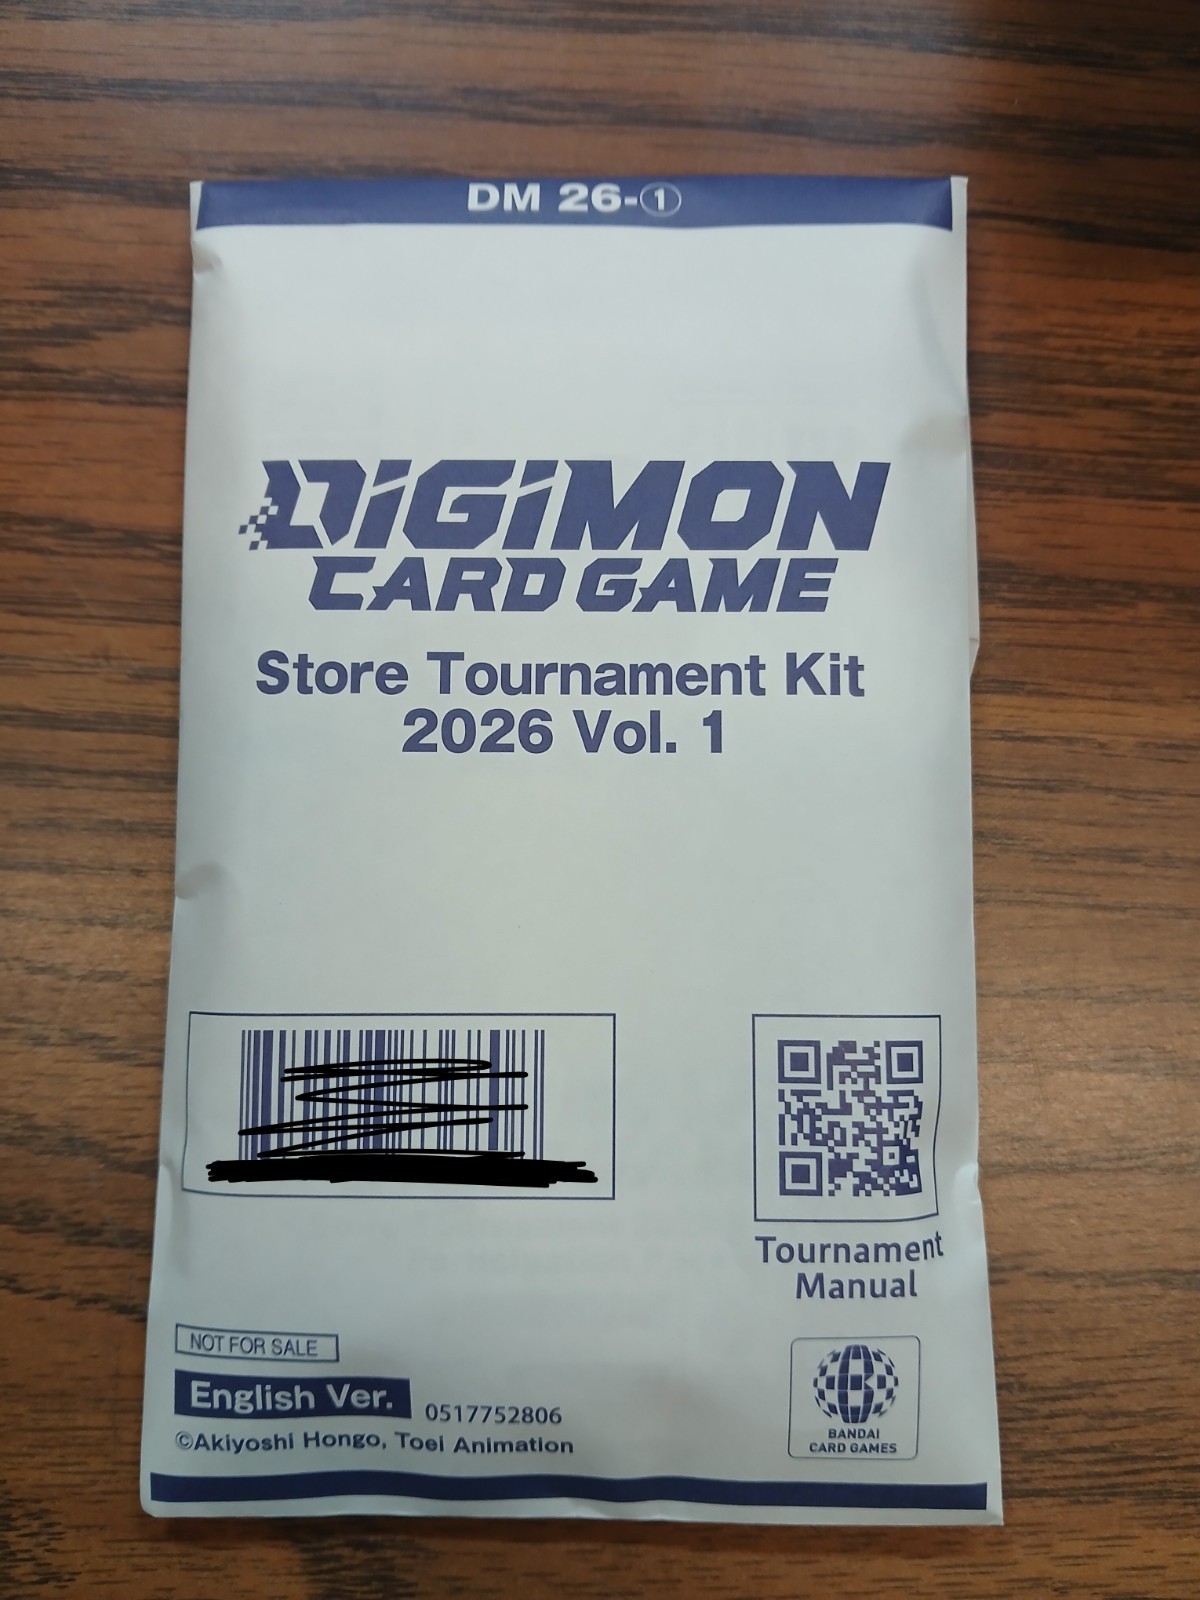 DM 26-①
DIGIMON
CARD GAME
Store Tournament Kit
2026 Vol. 1
Tournament
Manual
NOT FOR SALE
English Ver. 0517752806
©Akiyoshi Hongo, Toei Animation
BANDAI
CARD GAMES